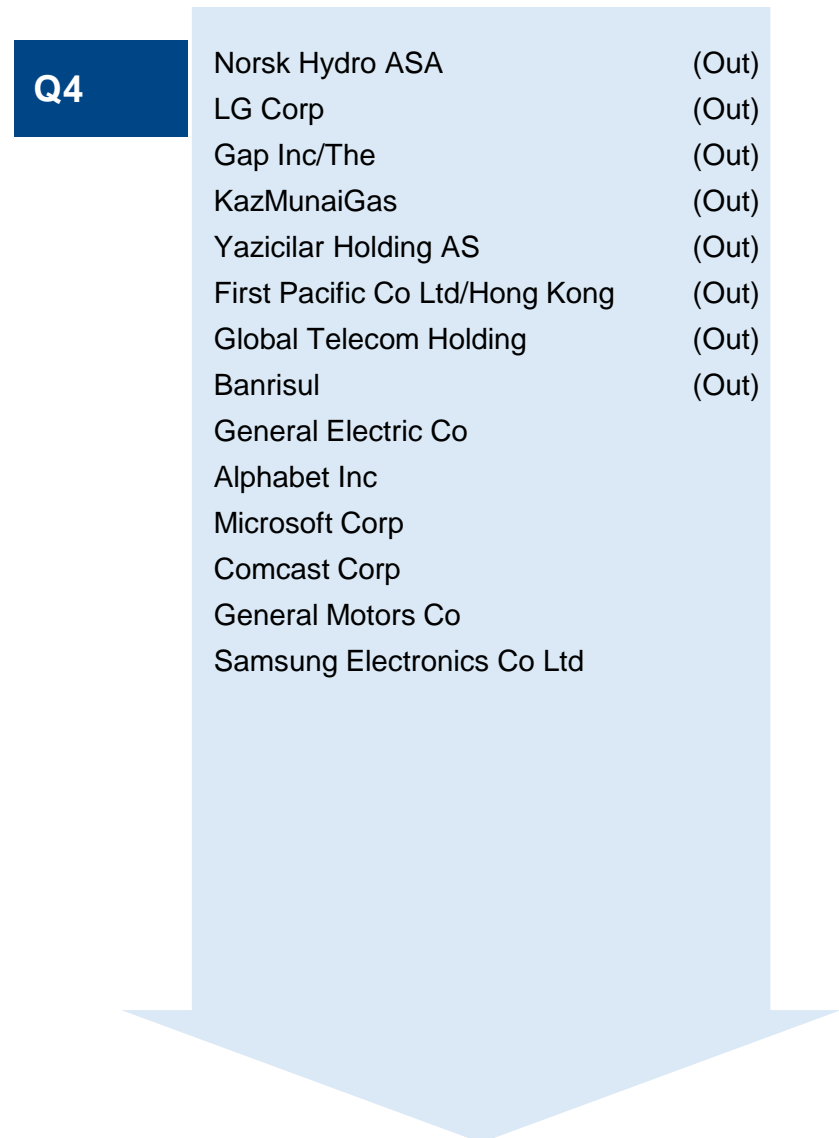 Q4
Norsk Hydro ASA (Out)
LG Corp (Out)
Gap Inc/The (Out)
KazMunaiGas (Out)
Yazicilar Holding AS (Out)
First Pacific Co Ltd/Hong Kong (Out)
Global Telecom Holding (Out)
Banrisul (Out)
General Electric Co
Alphabet Inc
Microsoft Corp
Comcast Corp
General Motors Co
Samsung Electronics Co Ltd